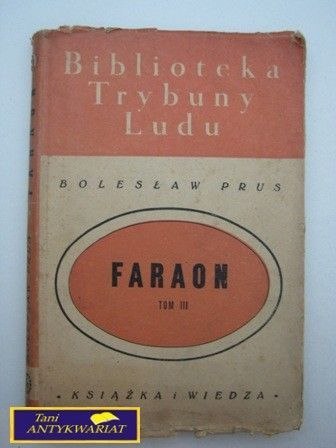 Biblioteka
Trybuny
Ludu
BOLESŁAW PRUS
FARAON
TOM III
• KSIĄŻKA i WIEDZA •
Tani
ANTYKWARIAT